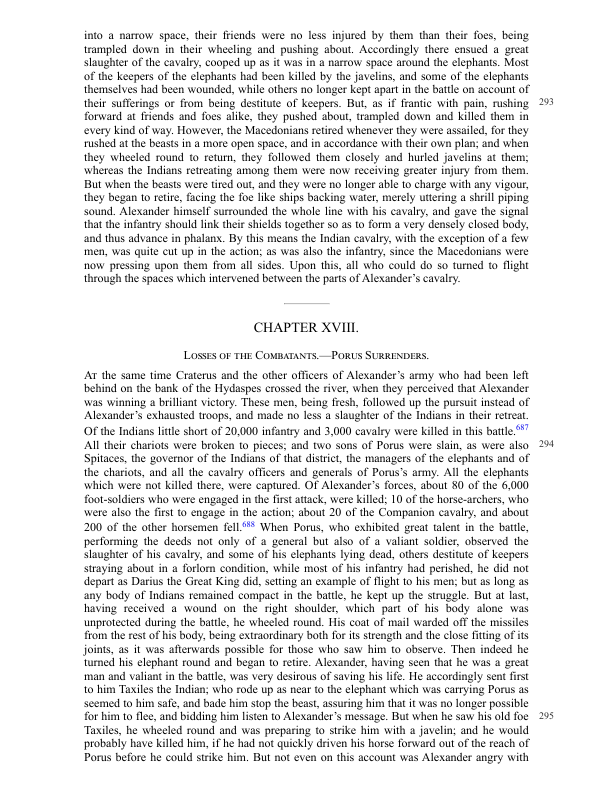 into a narrow space, their friends were no less injured by them than their foes, being
trampled down in their wheeling and pushing about. Accordingly there ensued a great
slaughter of the cavalry, cooped up as it was in a narrow space around the elephants. Most
of the keepers of the elephants had been killed by the javelins, and some of the elephants
themselves had been wounded, while others no longer kept apart in the battle on account of
their sufferings or from being destitute of keepers. But, as if frantic with pain, rushing 293
forward at friends and foes alike, they pushed about, trampled down and killed them in
every kind of way. However, the Macedonians retired whenever they were assailed, for they
rushed at the beasts in a more open space, and in accordance with their own plan; and when
they wheeled round to return, they followed them closely and hurled javelins at them;
whereas the Indians retreating among them were now receiving greater injury from them.
But when the beasts were tired out, and they were no longer able to charge with any vigour,
they began to retire, facing the foe like ships backing water, merely uttering a shrill piping
sound. Alexander himself surrounded the whole line with his cavalry, and gave the signal
that the infantry should link their shields together so as to form a very densely closed body,
and thus advance in phalanx. By this means the Indian cavalry, with the exception of a few
men, was quite cut up in the action; as was also the infantry, since the Macedonians were
now pressing upon them from all sides. Upon this, all who could do so turned to flight
through the spaces which intervened between the parts of Alexander's cavalry.
CHAPTER XVIII.
Losses of the Combatants.—Porus Surrenders.
At the same time Craterus and the other officers of Alexander's army who had been left
behind on the bank of the Hydaspes crossed the river, when they perceived that Alexander
was winning a brilliant victory. These men, being fresh, followed up the pursuit instead of
Alexander's exhausted troops, and made no less a slaughter of the Indians in their retreat.
Of the Indians little short of 20,000 infantry and 3,000 cavalry were killed in this battle.687
All their chariots were broken to pieces; and two sons of Porus were slain, as were also 294
Spitaces, the governor of the Indians of that district, the managers of the elephants and of
the chariots, and all the cavalry officers and generals of Porus's army. All the elephants
which were not killed there, were captured. Of Alexander's forces, about 80 of the 6,000
foot-soldiers who were engaged in the first attack, were killed; 10 of the horse-archers, who
were also the first to engage in the action; about 20 of the Companion cavalry, and about
200 of the other horsemen fell.688 When Porus, who exhibited great talent in the battle,
performing the deeds not only of a general but also of a valiant soldier, observed the
slaughter of his cavalry, and some of his elephants lying dead, others destitute of keepers
straying about in a forlorn condition, while most of his infantry had perished, he did not
depart as Darius the Great King did, setting an example of flight to his men; but as long as
any body of Indians remained compact in the battle, he kept up the struggle. But at last,
having received a wound on the right shoulder, which part of his body alone was
unprotected during the battle, he wheeled round. His coat of mail warded off the missiles
from the rest of his body, being extraordinary both for its strength and the close fitting of its
joints, as it was afterwards possible for those who saw him to observe. Then indeed he
turned his elephant round and began to retire. Alexander, having seen that he was a great
man and valiant in the battle, was very desirous of saving his life. He accordingly sent first
to him Taxiles the Indian; who rode up as near to the elephant which was carrying Porus as
seemed to him safe, and bade him stop the beast, assuring him that it was no longer possible
for him to flee, and bidding him listen to Alexander's message. But when he saw his old foe 295
Taxiles, he wheeled round and was preparing to strike him with a javelin; and he would
probably have killed him, if he had not quickly driven his horse forward out of the reach of
Porus before he could strike him. But not even on this account was Alexander angry with